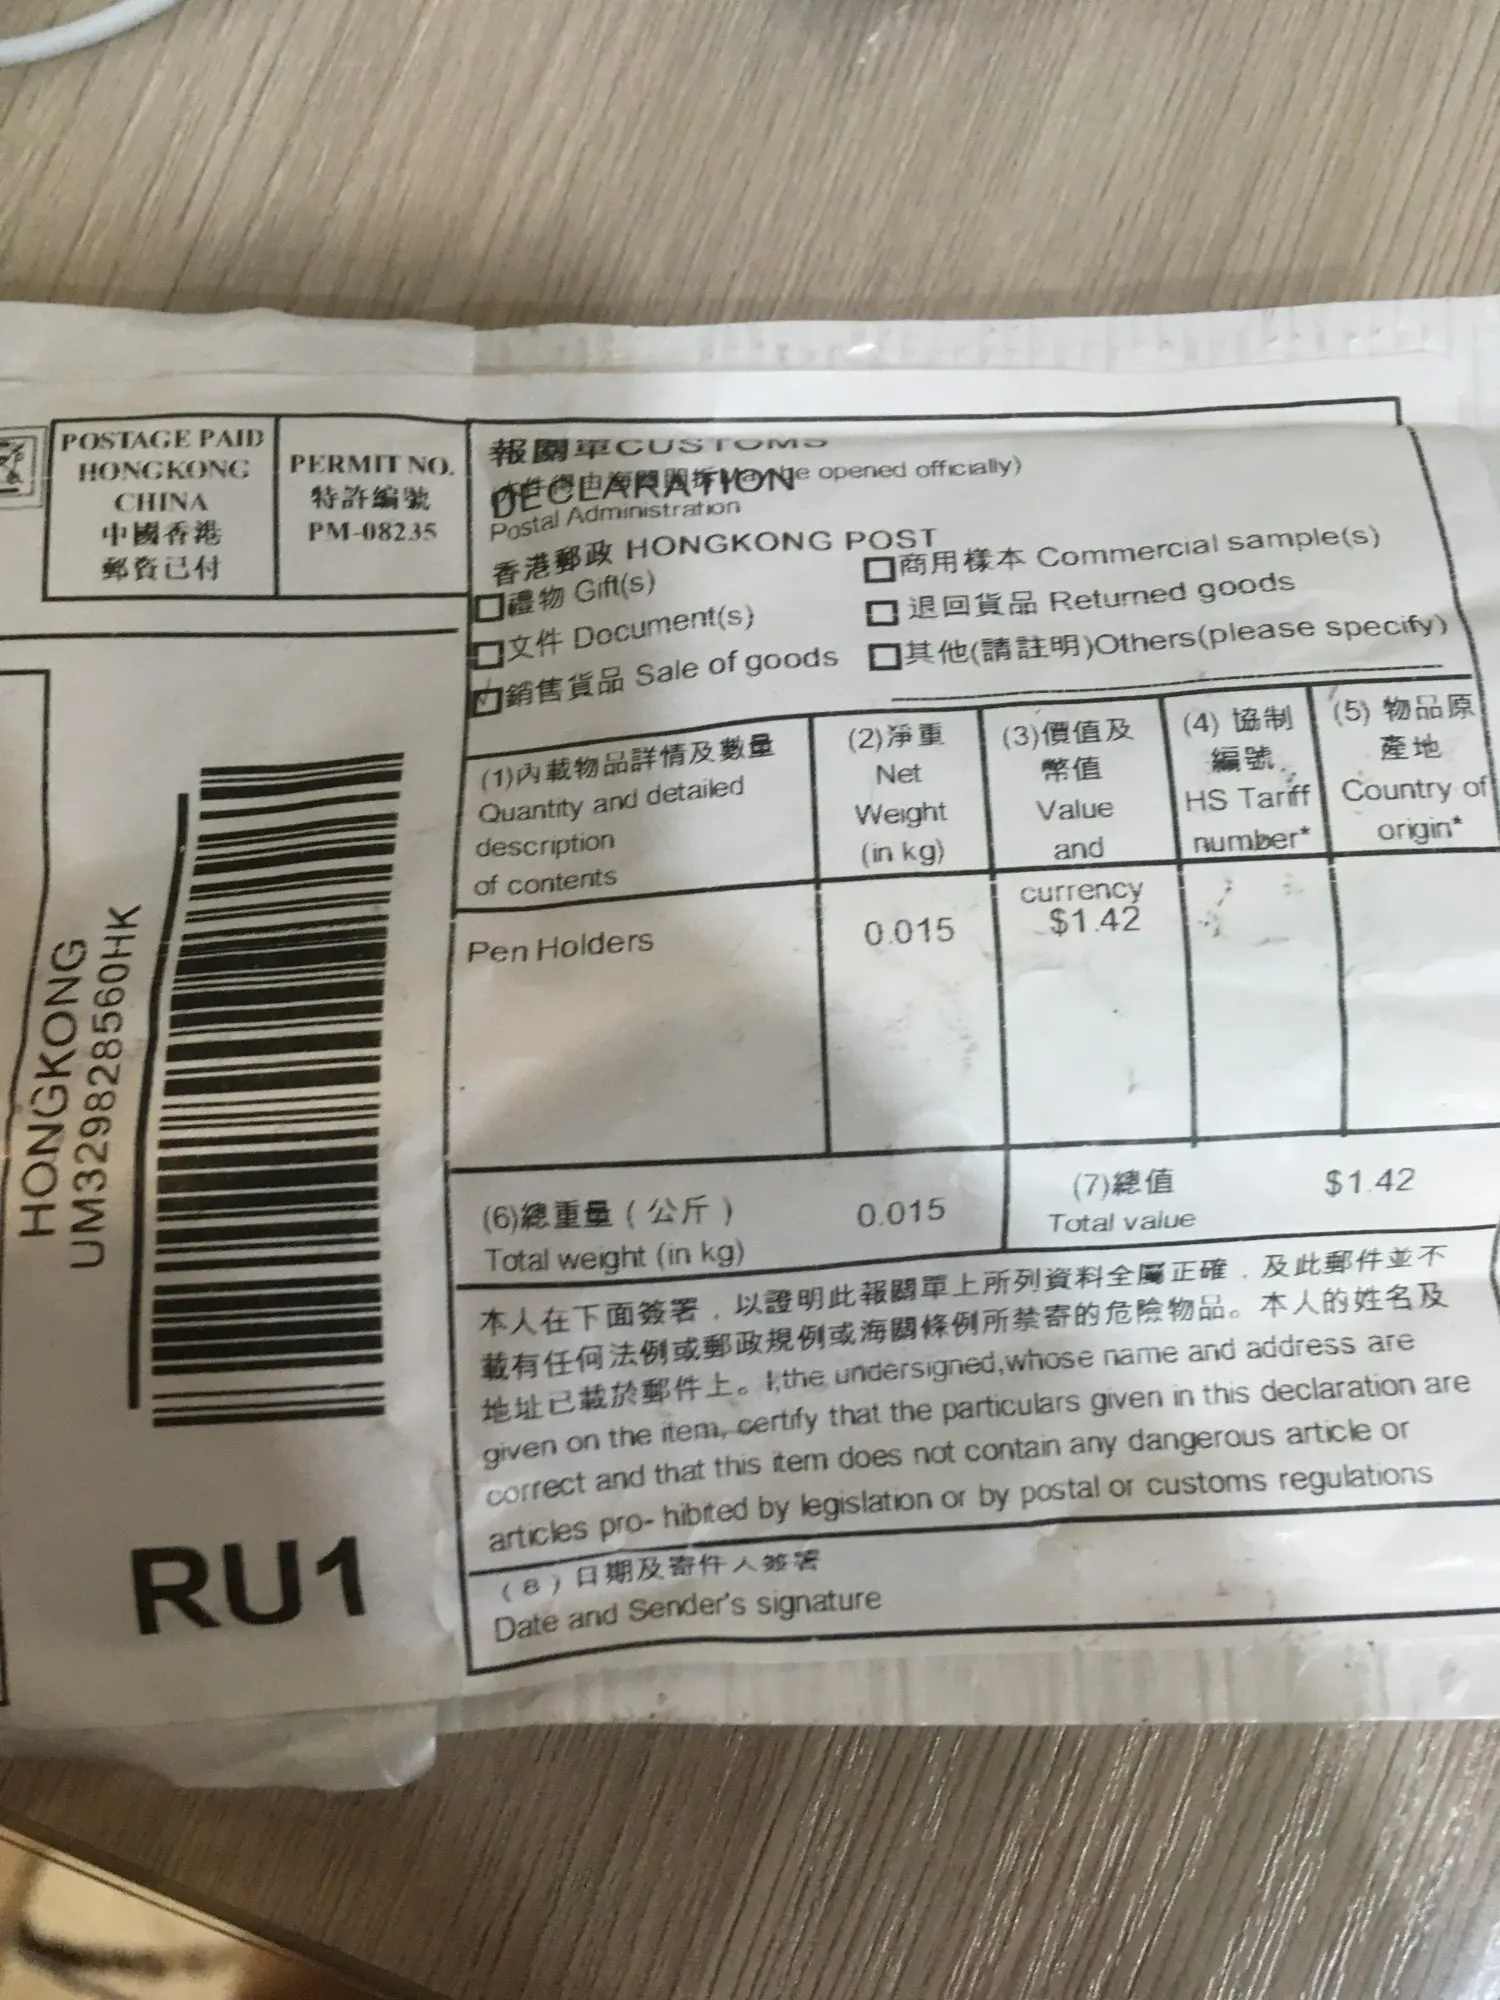 POSTAGE PAID
HONGKONG
CHINA
中國香港
郵資已付
PERMIT NO.
特許編號
PM-08235
HONGKONG
UM329828560HK
RU1
報關單CUSTOMS
DECLARATION
(本件得由海關開拆May be opened officially)
Postal Administration
香港郵政 HONGKONG POST
禮物 Gift(s)
文件 Document(s)
銷售貨品 Sale of goods
商用樣本 Commercial sample(s)
退回貨品 Returned goods
其他(請註明)Others(please specify)
(1)內載物品詳情及數量
Quantity and detailed
description
of contents
(2)淨重
Net
Weight
(in kg)
(3)價值及
幣值
Value
and
currency
(4) 協制
編號
HS Tariff
number*
(5) 物品原
產地
Country of
origin*
Pen Holders
0.015
$1.42
(6)總重量 ( 公斤 )
Total weight (in kg)
0.015
(7)總值
Total value
$1.42
本人在下面簽署﹐以證明此報關單上所列資料全屬正確﹐及此郵件並不
載有任何法例或郵政規例或海關條例所禁寄的危險物品。本人的姓名及
地址已載於郵件上。I,the undersigned,whose name and address are
given on the item, certify that the particulars given in this declaration are
correct and that this item does not contain any dangerous article or
articles pro- hibited by legislation or by postal or customs regulations
( 8 ) 日期及寄件人簽署
Date and Sender's signature